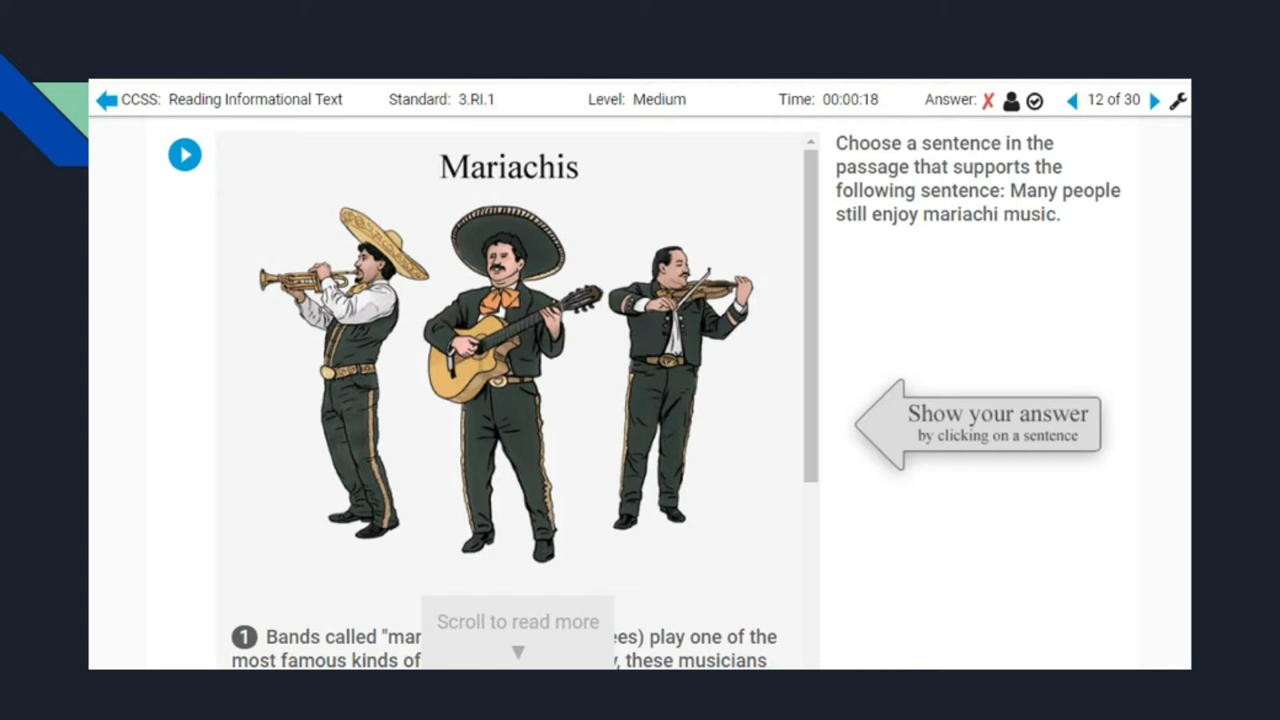 CCSS: Reading Informational Text Standard: 3.RI.1 Level: Medium Time: 00:00:18 Answer: 12 of 30
Mariachis
Choose a sentence in the
passage that supports the
following sentence: Many people
still enjoy mariachi music.
Show your answer
by clicking on a sentence
Scroll to read more
1 Bands called "mar ees) play one of the
most famous kinds of these musicians